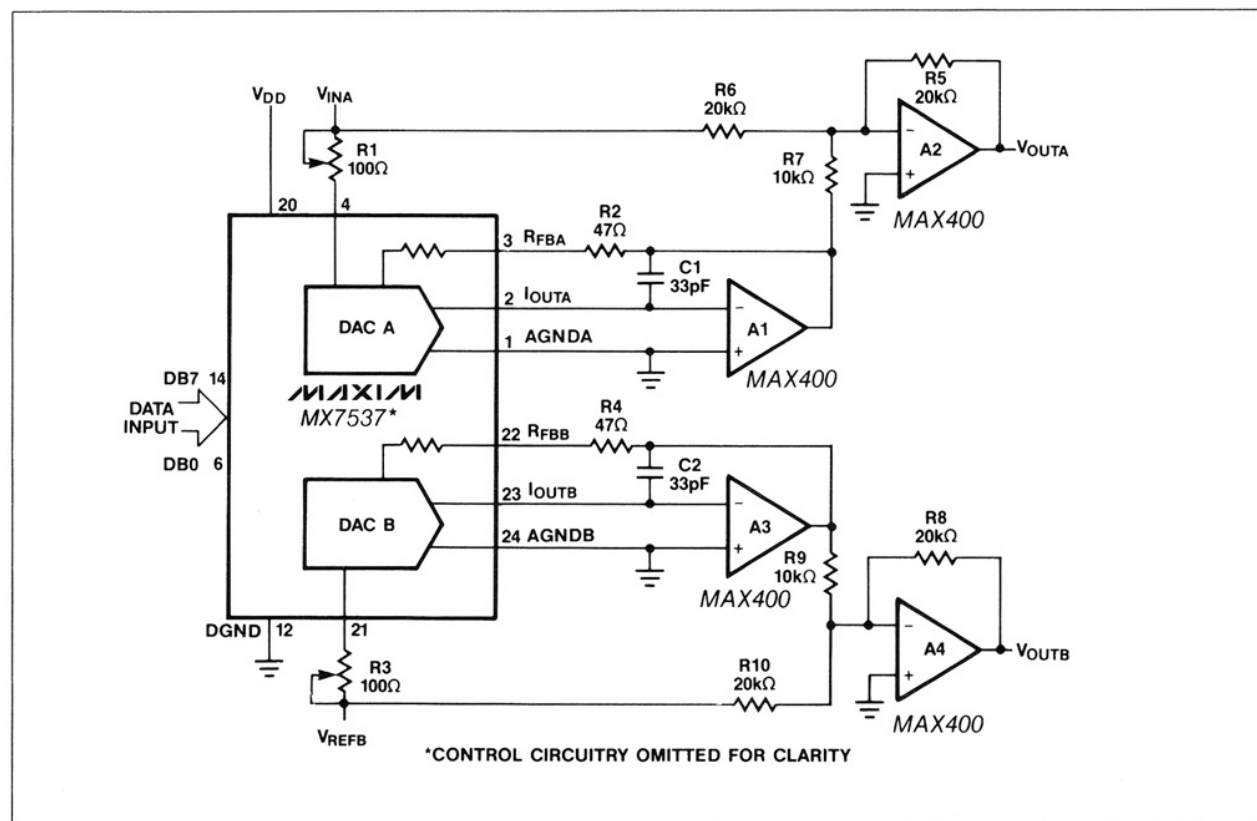 VDD
VINA
R1
100Ω
20
4
R6
20kΩ
R5
20kΩ
R7
10kΩ
−
A2
+
VOUTA
MAX400
3 RFBA
R2
47Ω
C1
33pF
2 IOUTA
1 AGNDA
−
A1
+
MAX400
DAC A
MAXIM
MX7537*
DB7 14
DATA
INPUT
DB0 6
22 RFBB
R4
47Ω
C2
33pF
23 IOUTB
24 AGNDB
−
A3
+
MAX400
DAC B
R9
10kΩ
R8
20kΩ
−
A4
+
VOUTB
MAX400
DGND 12
21
R3
100Ω
R10
20kΩ
VREFB
*CONTROL CIRCUITRY OMITTED FOR CLARITY